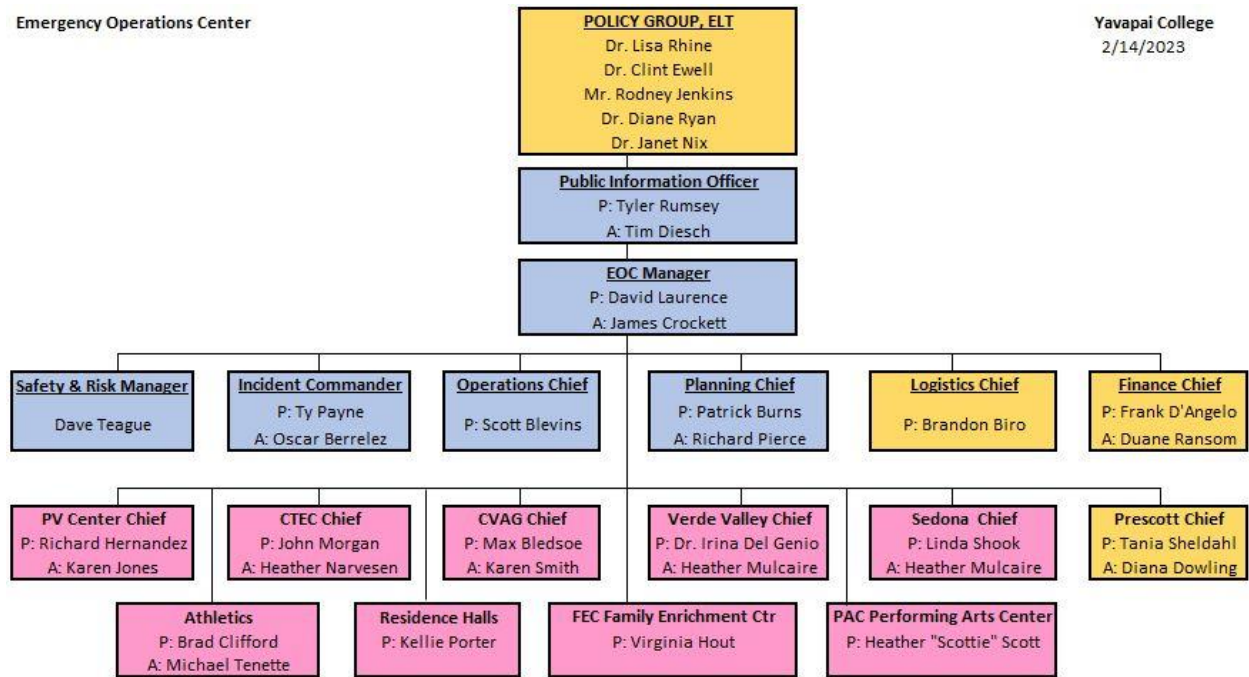 Emergency Operations Center
Yavapai College
2/14/2023
POLICY GROUP, ELT
Dr. Lisa Rhine
Dr. Clint Ewell
Mr. Rodney Jenkins
Dr. Diane Ryan
Dr. Janet Nix
Public Information Officer
P: Tyler Rumsey
A: Tim Diesch
EOC Manager
P: David Laurence
A: James Crockett
Safety & Risk Manager
Dave Teague
Incident Commander
P: Ty Payne
A: Oscar Berrelez
Operations Chief
P: Scott Blevins
Planning Chief
P: Patrick Burns
A: Richard Pierce
Logistics Chief
P: Brandon Biro
Finance Chief
P: Frank D'Angelo
A: Duane Ransom
PV Center Chief
P: Richard Hernandez
A: Karen Jones
CTEC Chief
P: John Morgan
A: Heather Narvesen
CVAG Chief
P: Max Bledsoe
A: Karen Smith
Verde Valley Chief
P: Dr. Irina Del Genio
A: Heather Mulcaire
Sedona Chief
P: Linda Shook
A: Heather Mulcaire
Prescott Chief
P: Tania Sheldahl
A: Diana Dowling
Athletics
P: Brad Clifford
A: Michael Tenette
Residence Halls
P: Kellie Porter
FEC Family Enrichment Ctr
P: Virginia Hout
PAC Performing Arts Center
P: Heather "Scottie" Scott